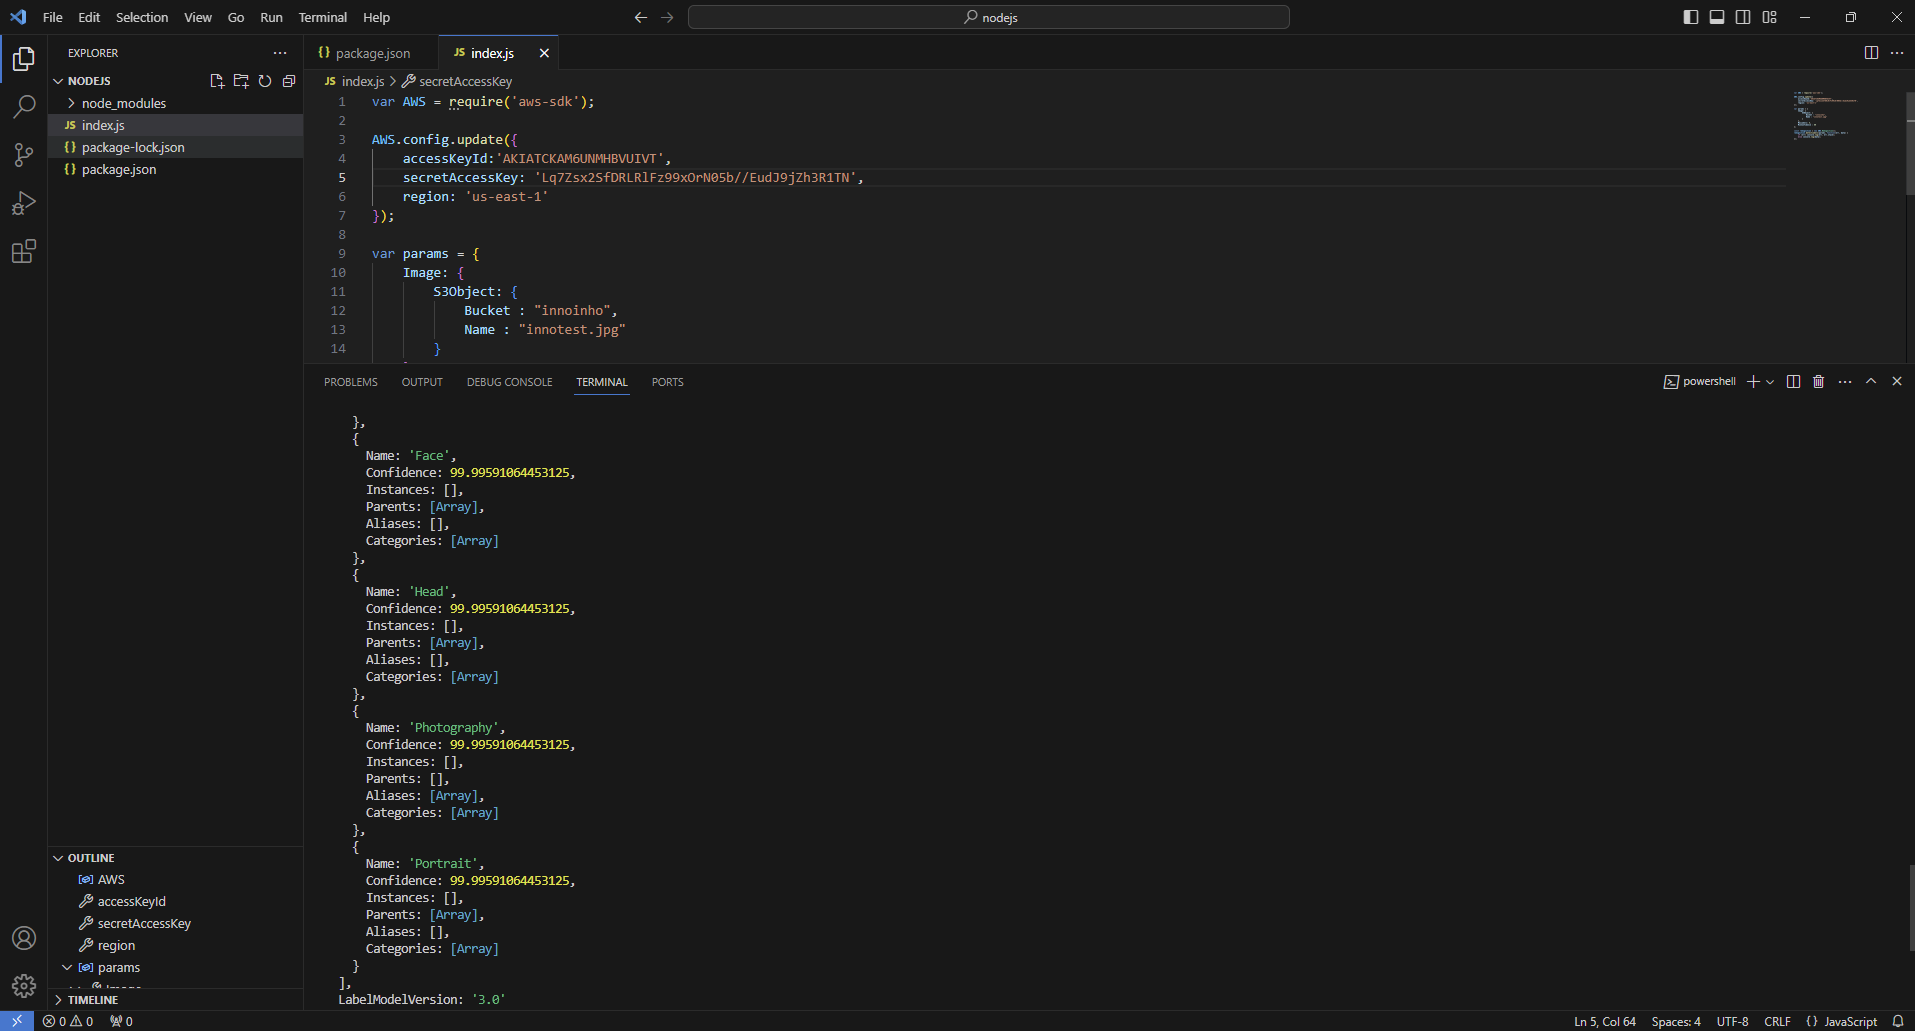 File Edit Selection View Go Run Terminal Help
nodejs
EXPLORER
NODEJS
node_modules
JS index.js
{} package-lock.json
{} package.json
OUTLINE
AWS
accessKeyId
secretAccessKey
region
params
TIMELINE
{} package.json
JS index.js
JS index.js > secretAccessKey
1 var AWS = require('aws-sdk');
2
3 AWS.config.update({
4 accessKeyId:'AKIATCKAM6UNMHBVUIVT',
5 secretAccessKey: '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',
6 region: 'us-east-1'
7 });
8
9 var params = {
10 Image: {
11 S3Object: {
12 Bucket : "innoinho",
13 Name : "innotest.jpg"
14 }
PROBLEMS OUTPUT DEBUG CONSOLE TERMINAL PORTS
powershell
},
{
Name: 'Face',
Confidence: 99.99591064453125,
Instances: [],
Parents: [Array],
Aliases: [],
Categories: [Array]
},
{
Name: 'Head',
Confidence: 99.99591064453125,
Instances: [],
Parents: [Array],
Aliases: [],
Categories: [Array]
},
{
Name: 'Photography',
Confidence: 99.99591064453125,
Instances: [],
Parents: [],
Aliases: [Array],
Categories: [Array]
},
{
Name: 'Portrait',
Confidence: 99.99591064453125,
Instances: [],
Parents: [Array],
Aliases: [],
Categories: [Array]
}
],
LabelModelVersion: '3.0'
0 0 0
Ln 5, Col 64 Spaces: 4 UTF-8 CRLF {} JavaScript